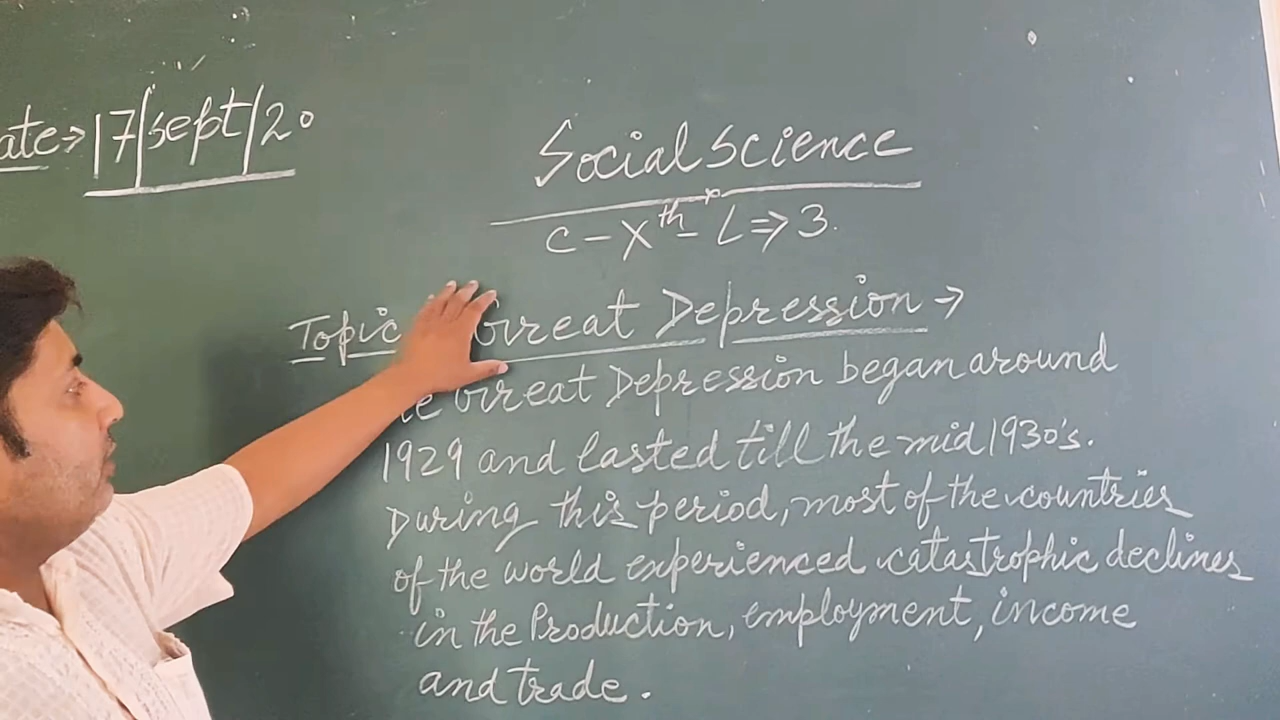 ate⇒ 17/sept/20
Social Science
C-Xth- L⇒3.
Topic Great Depression →
Great Depression began around
1929 and lasted till the mid 1930's.
During this period, most of the countries
of the world experienced catastrophic declines
in the Production, employment, income
and trade.